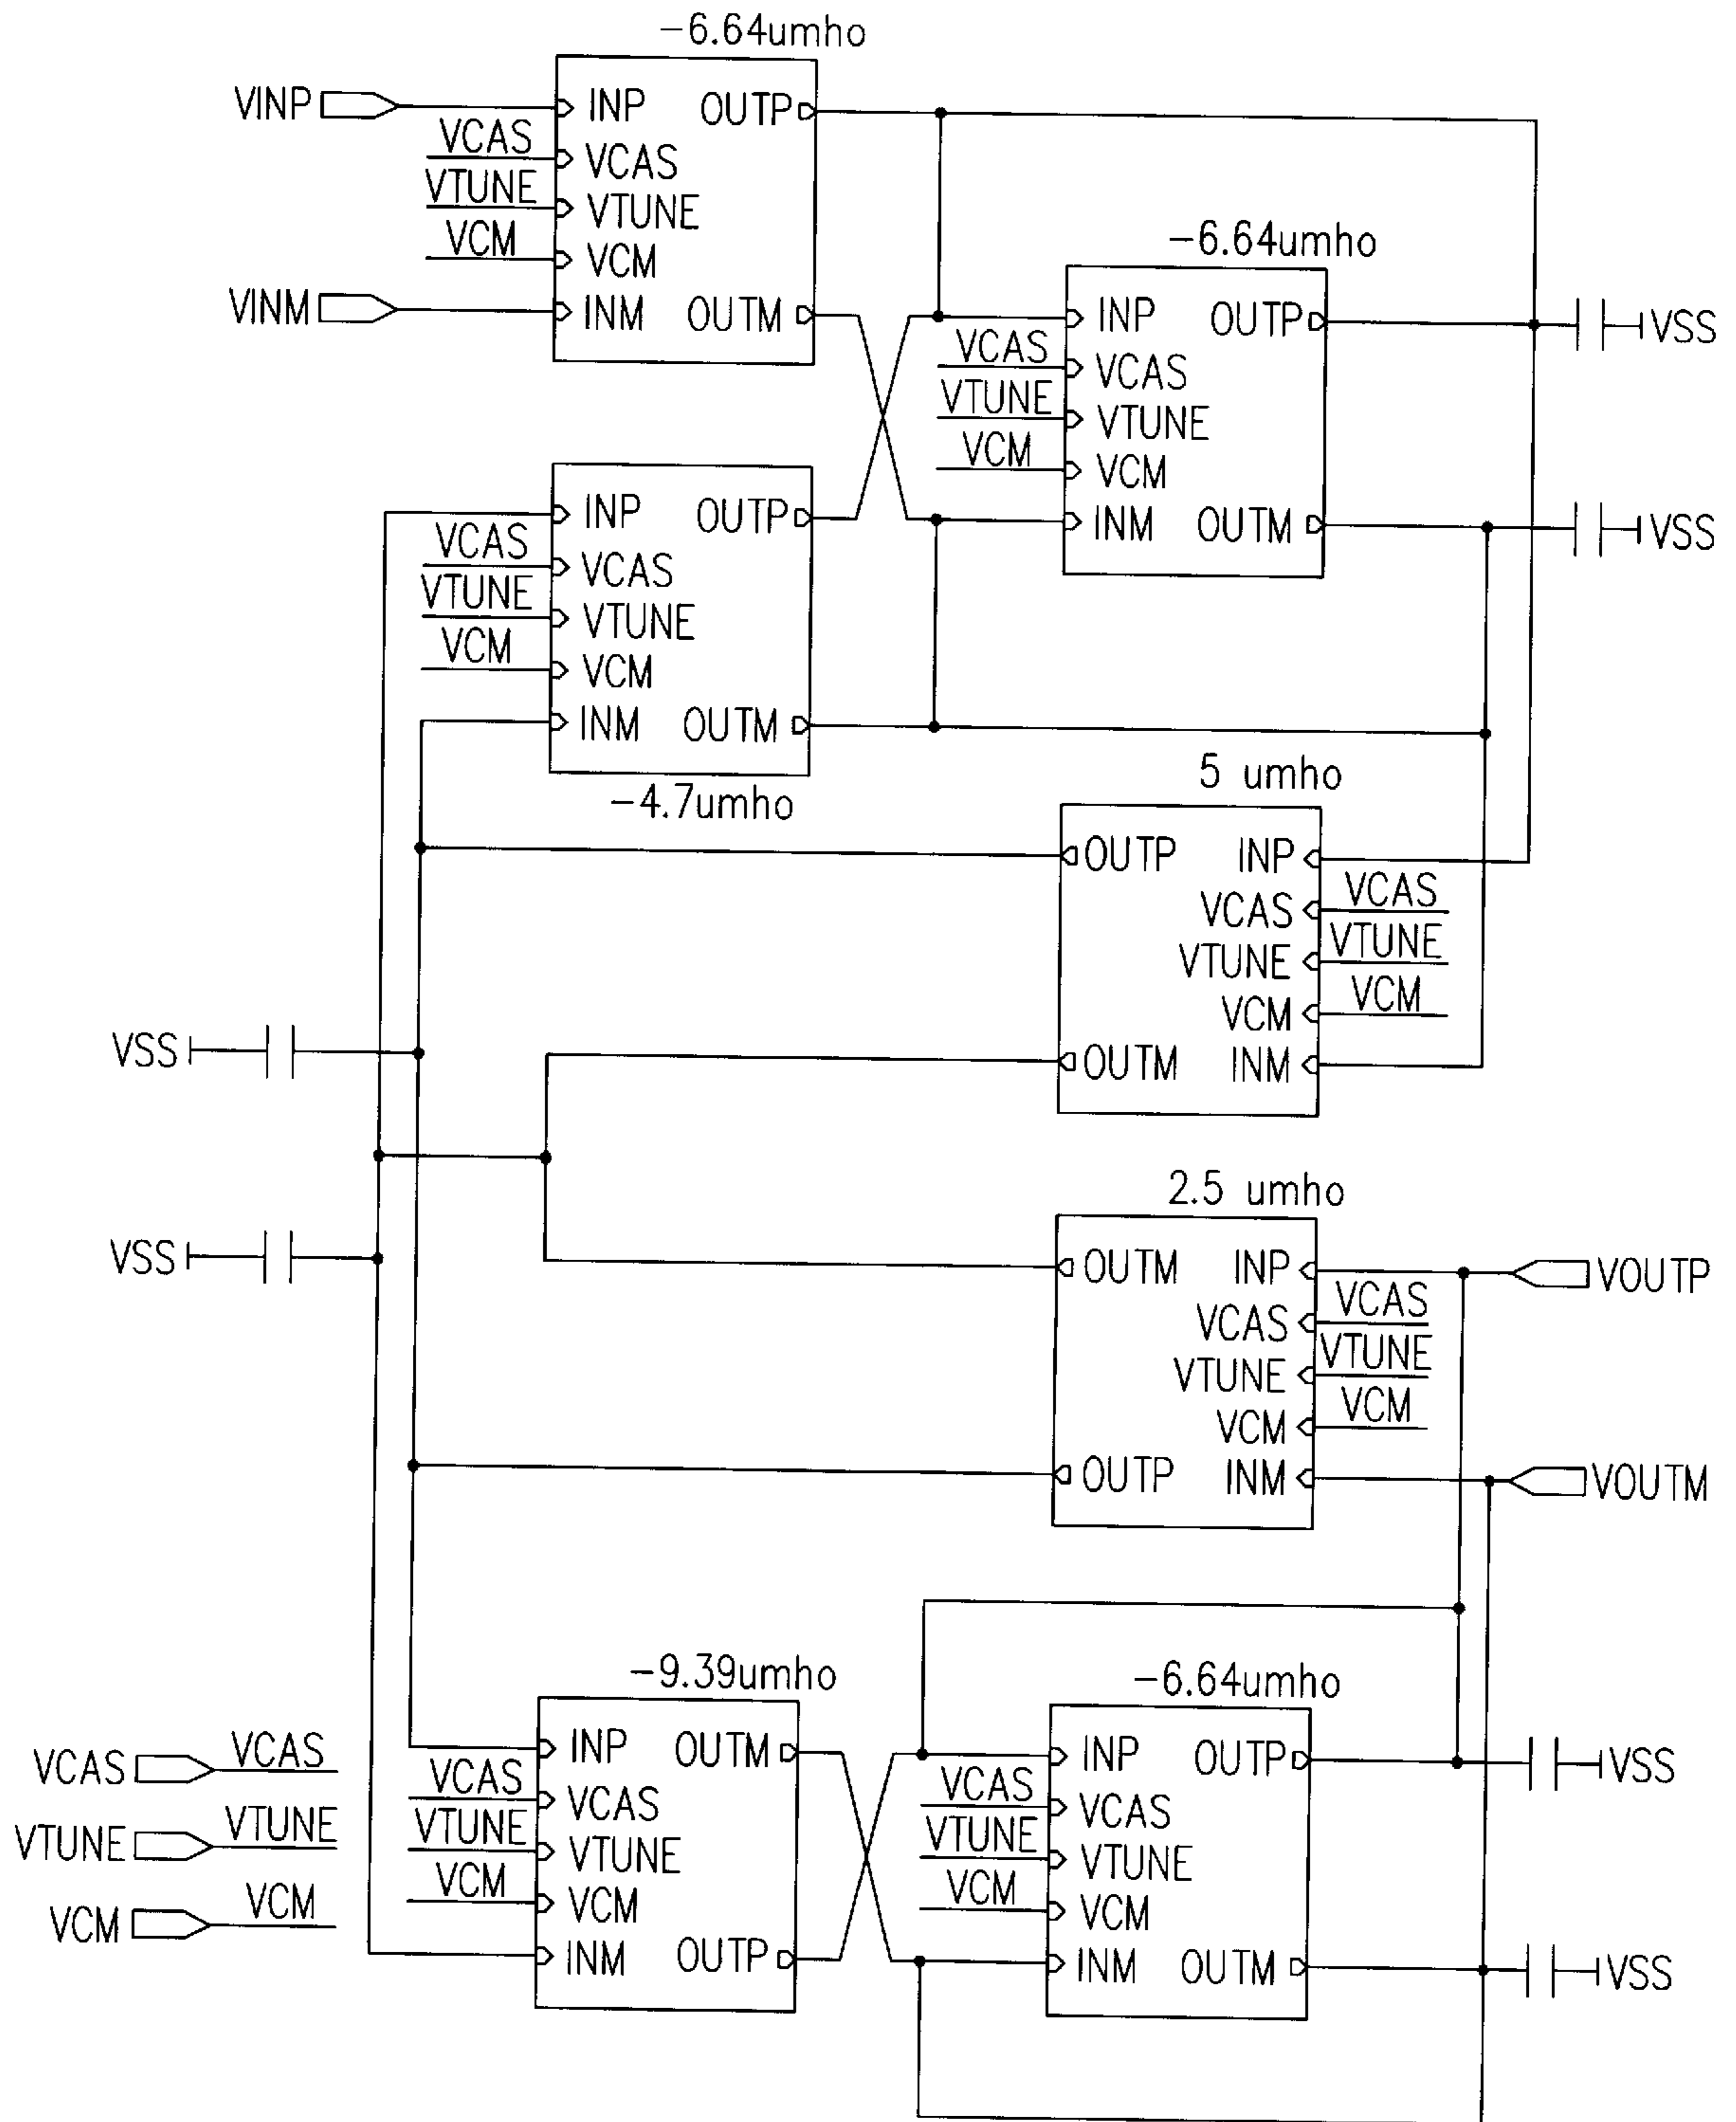 -6.64umho
VINP INP OUTP
VCAS VCAS
VTUNE VTUNE
VCM VCM
VINM INM OUTM
-6.64umho
INP OUTP VSS
VCAS VCAS
VTUNE VTUNE
VCM VCM
INM OUTM VSS
INP OUTP
VCAS VCAS
VTUNE VTUNE
VCM VCM
INM OUTM
-4.7umho
5 umho
OUTP INP
VCAS VCAS
VTUNE VTUNE
VCM VCM
OUTM INM
VSS
VSS
2.5 umho
OUTM INP VOUTP
VCAS VCAS
VTUNE VTUNE
VCM VCM
OUTP INM VOUTM
-9.39umho
INP OUTM
VCAS VCAS
VTUNE VTUNE
VCM VCM
INM OUTP
-6.64umho
INP OUTP VSS
VCAS VCAS
VTUNE VTUNE
VCM VCM
INM OUTM VSS
VCAS VCAS
VTUNE VTUNE
VCM VCM